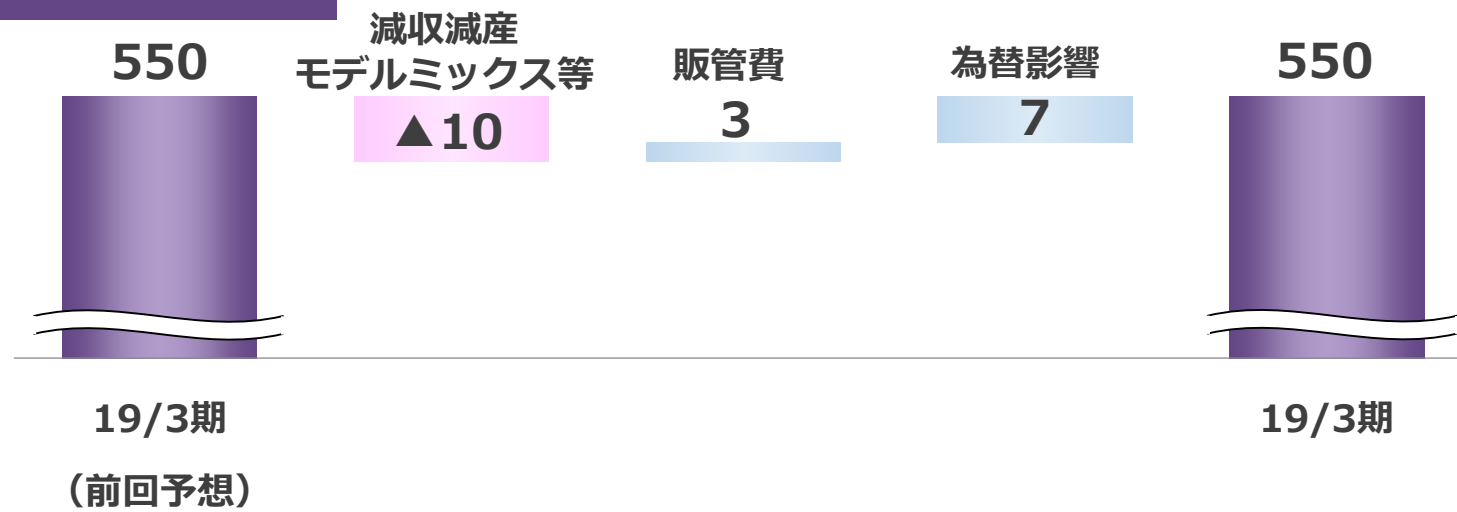 550
減収減産
モデルミックス等
▲10
販管費
3
為替影響
7
550
19/3期
（前回予想）
19/3期